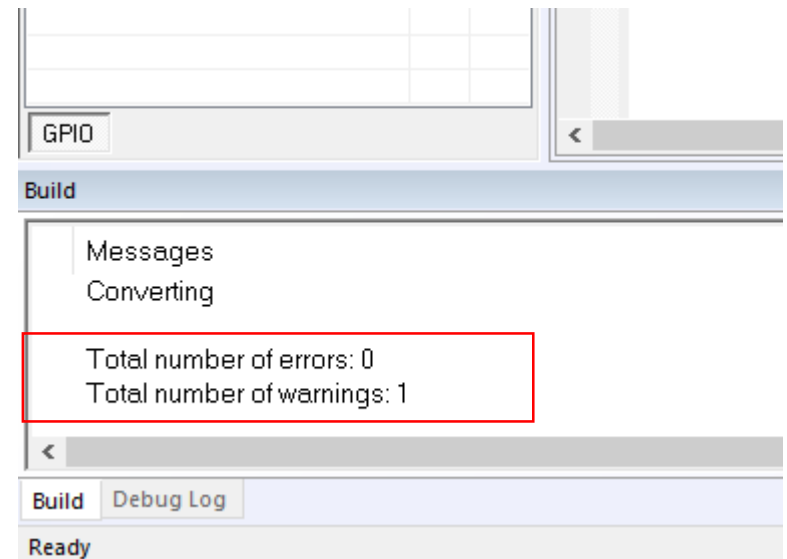 GPIO
Build
Messages
Converting
Total number of errors: 0
Total number of warnings: 1
Build Debug Log
Ready